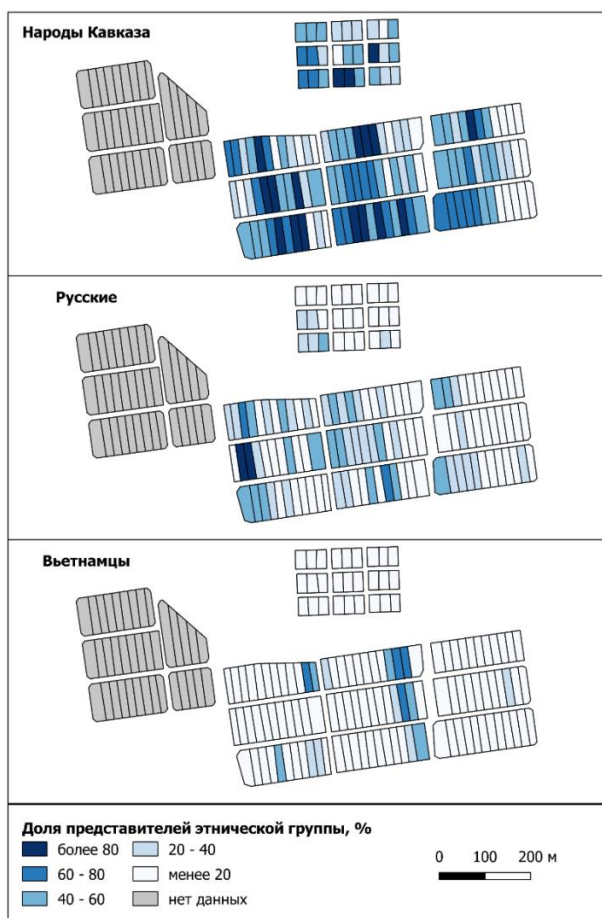 Народы Кавказа
Русские
Вьетнамцы
Доля представителей этнической группы, %
более 80
20 - 40
60 - 80
менее 20
40 - 60
нет данных
0 100 200 м